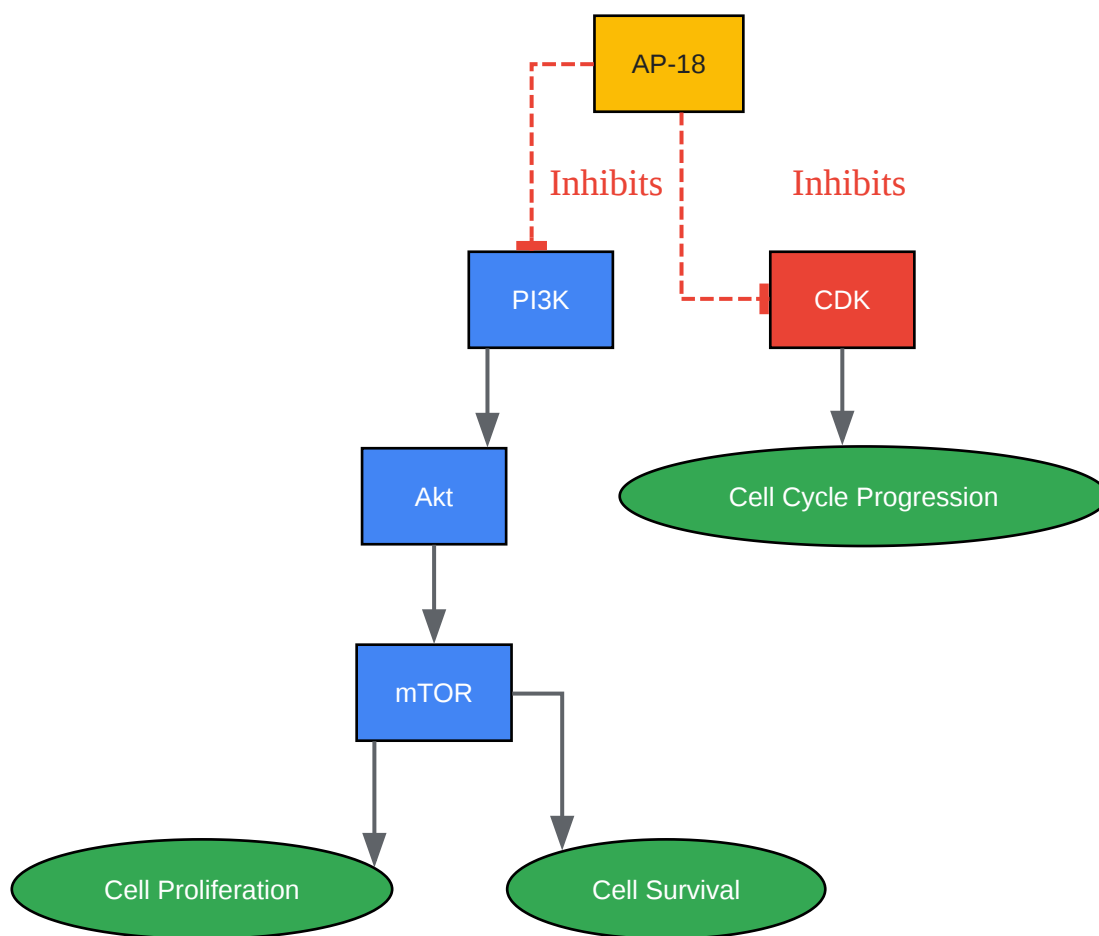 AP-18
Inhibits
Inhibits
PI3K
CDK
Akt
Cell Cycle Progression
mTOR
Cell Proliferation
Cell Survival